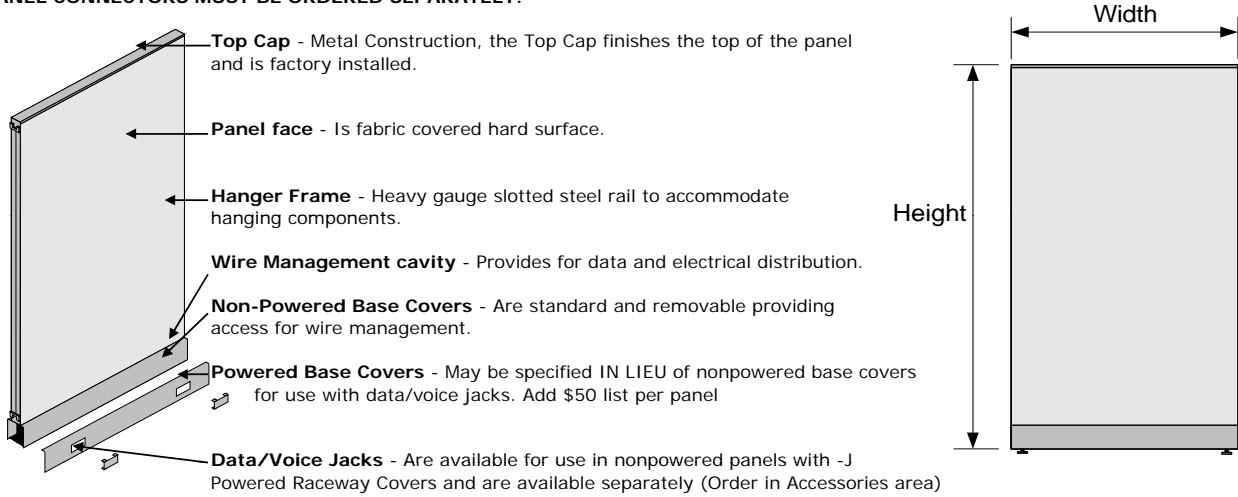 PANEL CONNECTORS MUST BE ORDERED SEPARATELY.
Top Cap - Metal Construction, the Top Cap finishes the top of the panel
and is factory installed.
Panel face - Is fabric covered hard surface.
Hanger Frame - Heavy gauge slotted steel rail to accommodate
hanging components.
Wire Management cavity - Provides for data and electrical distribution.
Non-Powered Base Covers - Are standard and removable providing
access for wire management.
Powered Base Covers - May be specified IN LIEU of nonpowered base covers
for use with data/voice jacks. Add $50 list per panel
Data/Voice Jacks - Are available for use in nonpowered panels with -J
Powered Raceway Covers and are available separately (Order in Accessories area)
Width
Height